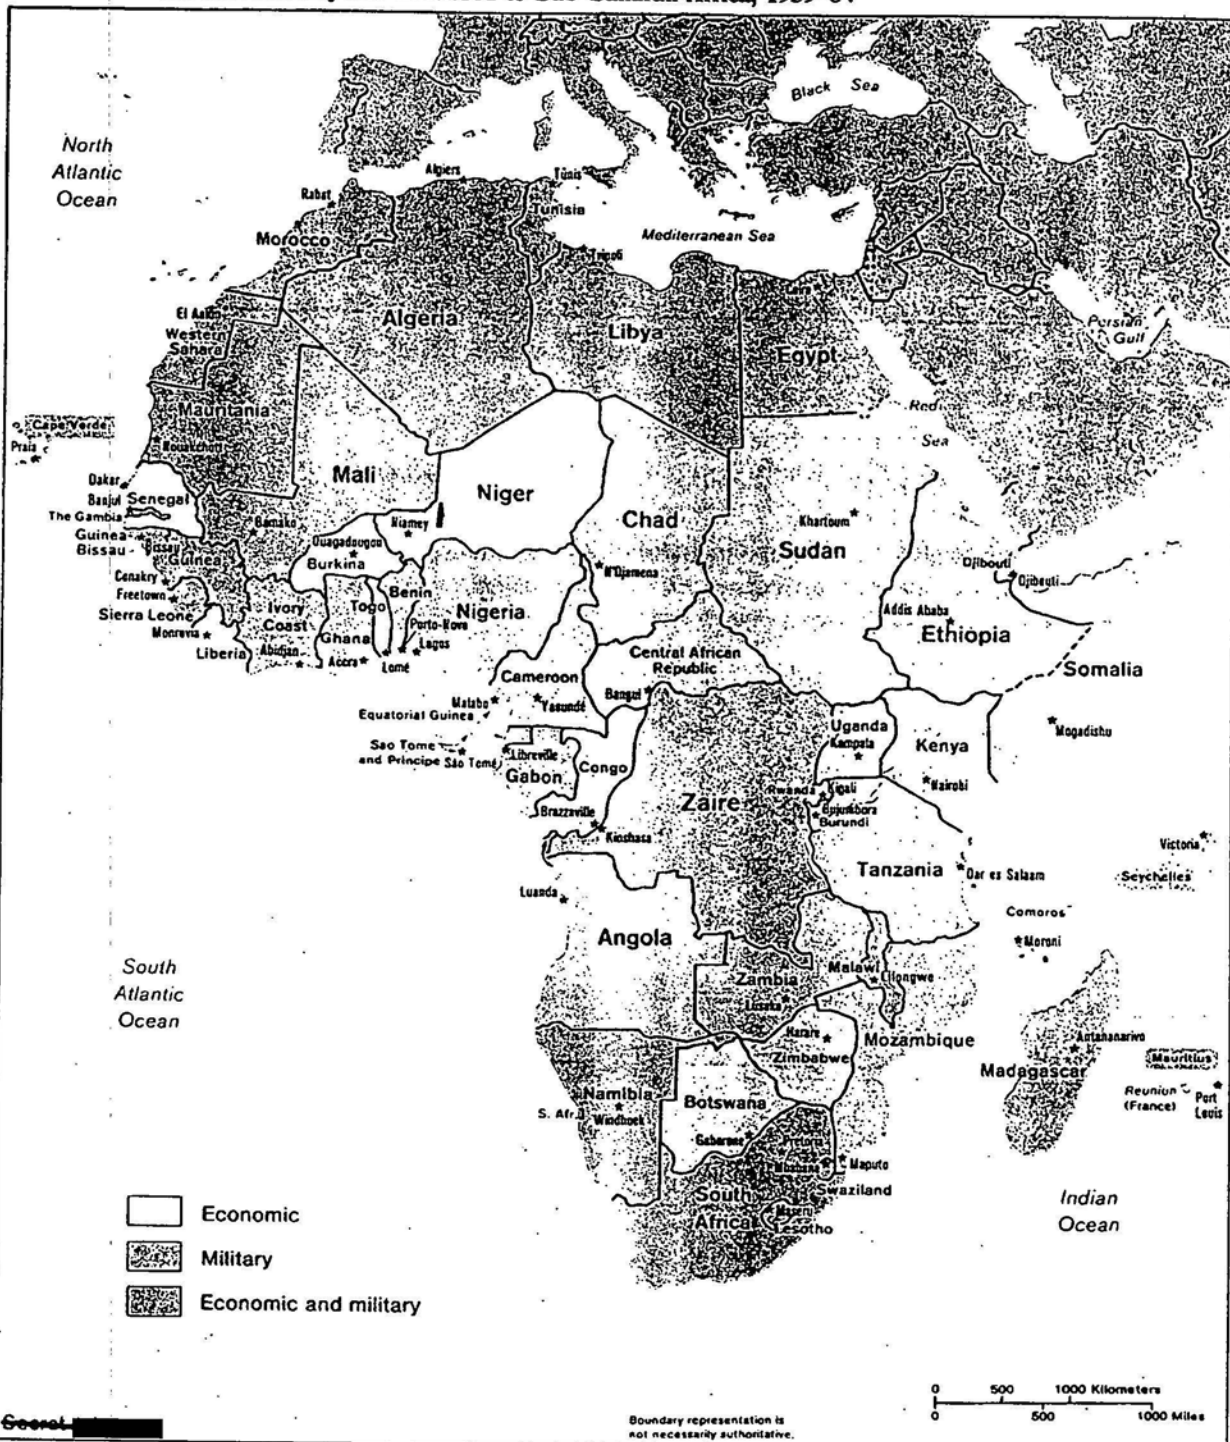 to Sub-Saharan Africa, 1959-84
Black Sea
North
Atlantic
Ocean
Algiers
Tunis
Rabat
Tunisia
Mediterranean Sea
Morocco
Tripoli
Cairo
El Aaiún
Algeria
Libya
Persian
Gulf
Western
Sahara
Egypt
Mauritania
Red
Sea
Cape Verde
Praia
Nouakchott
Mali
Niger
Dakar
Banjul
Senegal
The Gambia
Chad
Khartoum
Bamako
Niamey
Guinea
Bissau
Bissau
Guinea
Ouagadougou
Burkina
Sudan
Djibouti
Djibouti
N'Djamena
Conakry
Freetown
Benin
Togo
Nigeria
Addis Ababa
Sierra Leone
Ivory
Coast
Ghana
Porto-Novo
Lagos
Ethiopia
Monrovia
Liberia
Abidjan
Accra
Lomé
Central African
Republic
Somalia
Cameroon
Bangui
Malabo
Yaoundé
Equatorial Guinea
Uganda
Kampala
Kenya
Mogadishu
Sao Tome
and Principe
São Tomé
Libreville
Gabon
Congo
Nairobi
Rwanda
Kigali
Bujumbura
Burundi
Zaire
Brazzaville
Kinshasa
Victoria
Tanzania
Dar es Salaam
Seychelles
Luanda
Comoros
Moroni
Angola
South
Atlantic
Ocean
Malawi
Lilongwe
Zambia
Lusaka
Harare
Zimbabwe
Mozambique
Antananarivo
Madagascar
Mauritius
Reunion
(France)
Port
Louis
Namibia
S. Afr.
Windhoek
Botswana
Gaborone
Pretoria
Mbabane
Maputo
Swaziland
South
Africa
Maseru
Lesotho
Indian
Ocean
Economic
Military
Economic and military
0 500 1000 Kilometers
0 500 1000 Miles
Secret
Boundary representation is
not necessarily authoritative.